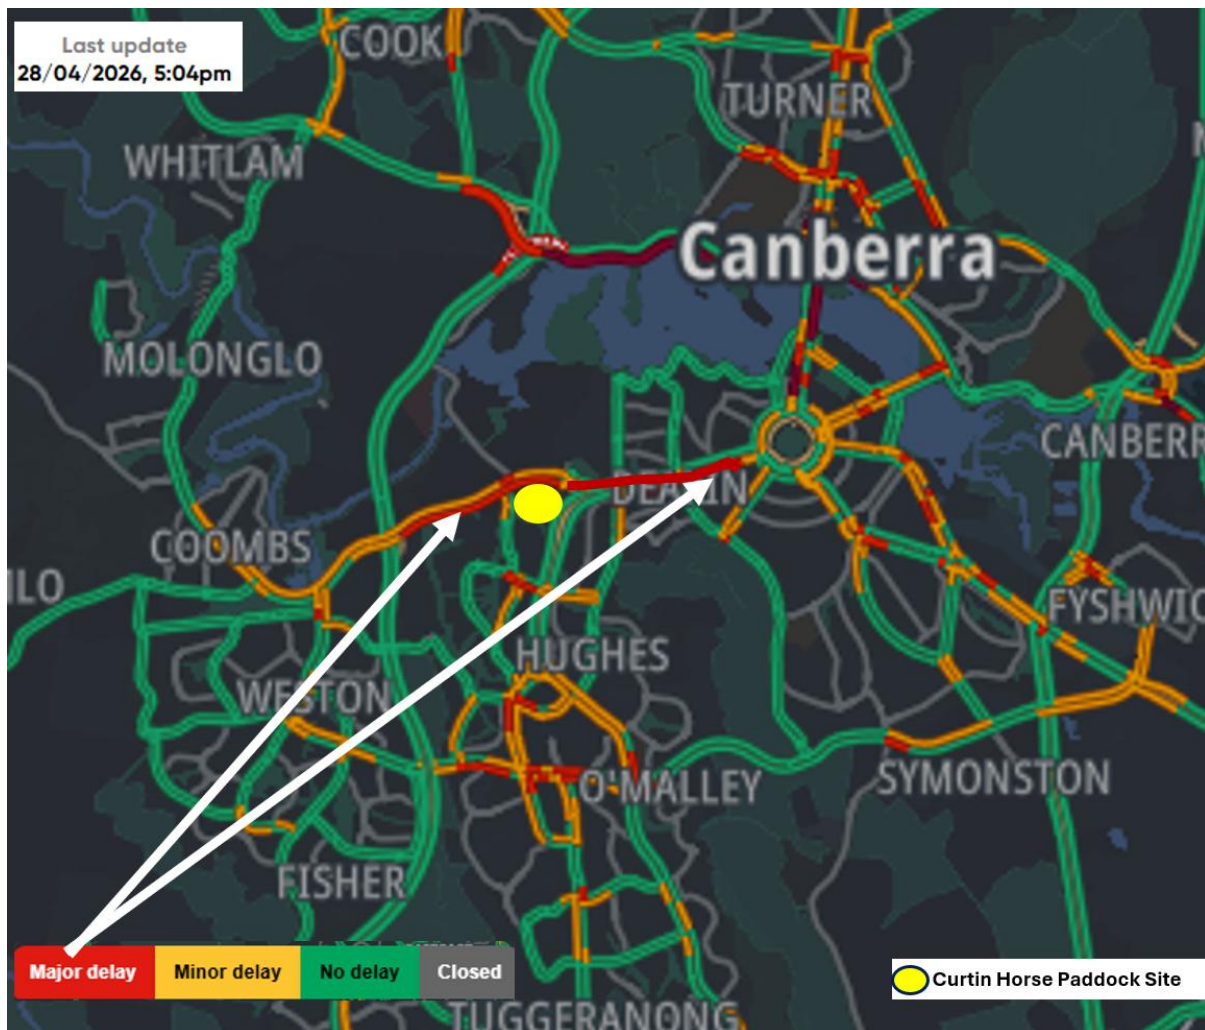 Last update
28/04/2026, 5:04pm
COOK
TURNER
WHITLAM
Canberra
MOLONGLO
CANBERR
DEAKIN
COOMBS
LO
FYSHWIC
HUGHES
WESTON
O'MALLEY
SYMONSTON
FISHER
Major delay
Minor delay
No delay
Closed
Curtin Horse Paddock Site
TUGGERANONG